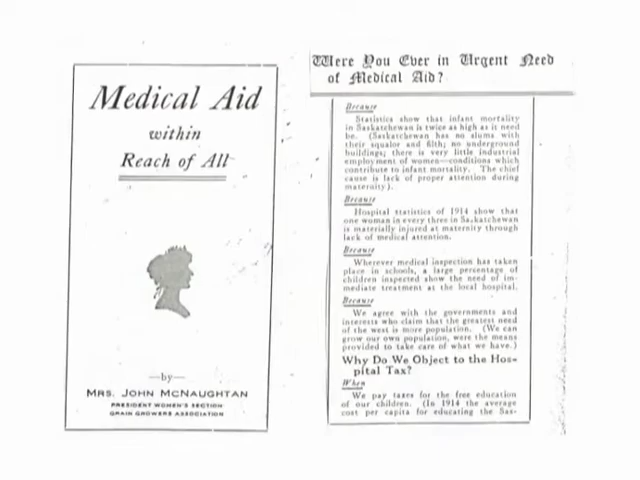 Medical Aid
within
Reach of All
—by—
MRS. JOHN McNAUGHTAN
PRESIDENT WOMEN'S SECTION
GRAIN GROWERS ASSOCIATION
Were You Ever in Urgent Need
of Medical Aid?
Because
Statistics show that infant mortality
in Saskatchewan is twice as high as it need
be. (Saskatchewan has no slums with
their squalor and filth; no underground
buildings; there is very little industrial
employment of women—conditions which
contribute to infant mortality. The chief
cause is lack of proper attention during
maternity).
Because
Hospital statistics of 1914 show that
one woman in every three in Saskatchewan
is materially injured at maternity through
lack of medical attention.
Because
Wherever medical inspection has taken
place in schools, a large percentage of
children inspected show the need of im-
mediate treatment at the local hospital.
Because
We agree with the governments and
interests who claim that the greatest need
of the west is more population. (We can
grow our own population, were the means
provided to take care of what we have.)
Why Do We Object to the Hos-
pital Tax?
When
We pay taxes for the free education
of our children. (In 1914 the average
cost per capita for educating the Sas-